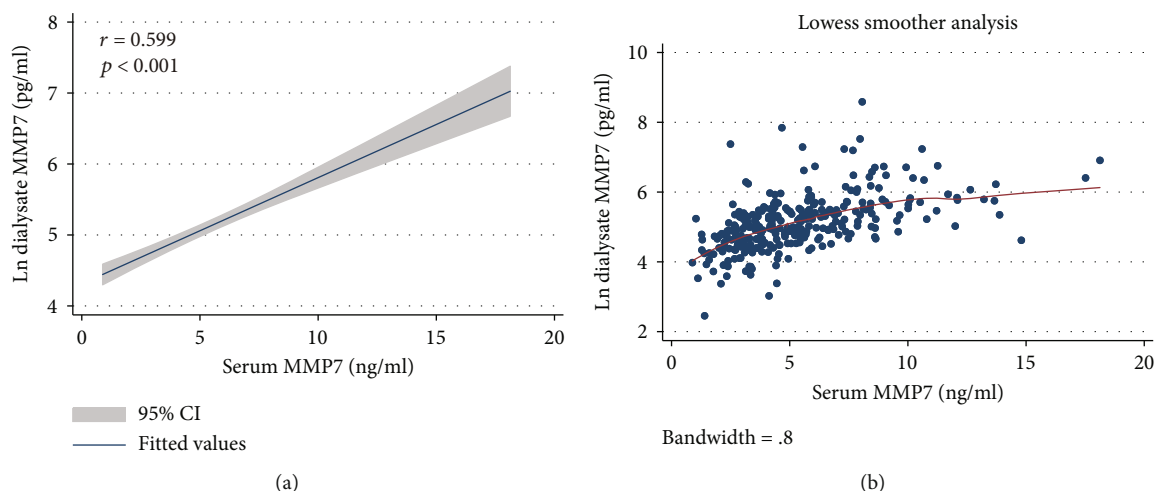 r = 0.599
p < 0.001
Ln dialysate MMP7 (pg/ml)
8
7
6
5
4
0 5 10 15 20
Serum MMP7 (ng/ml)
95% CI
Fitted values
(a)
Lowess smoother analysis
Ln dialysate MMP7 (pg/ml)
10
8
6
4
2
0 5 10 15 20
Serum MMP7 (ng/ml)
Bandwidth = .8
(b)